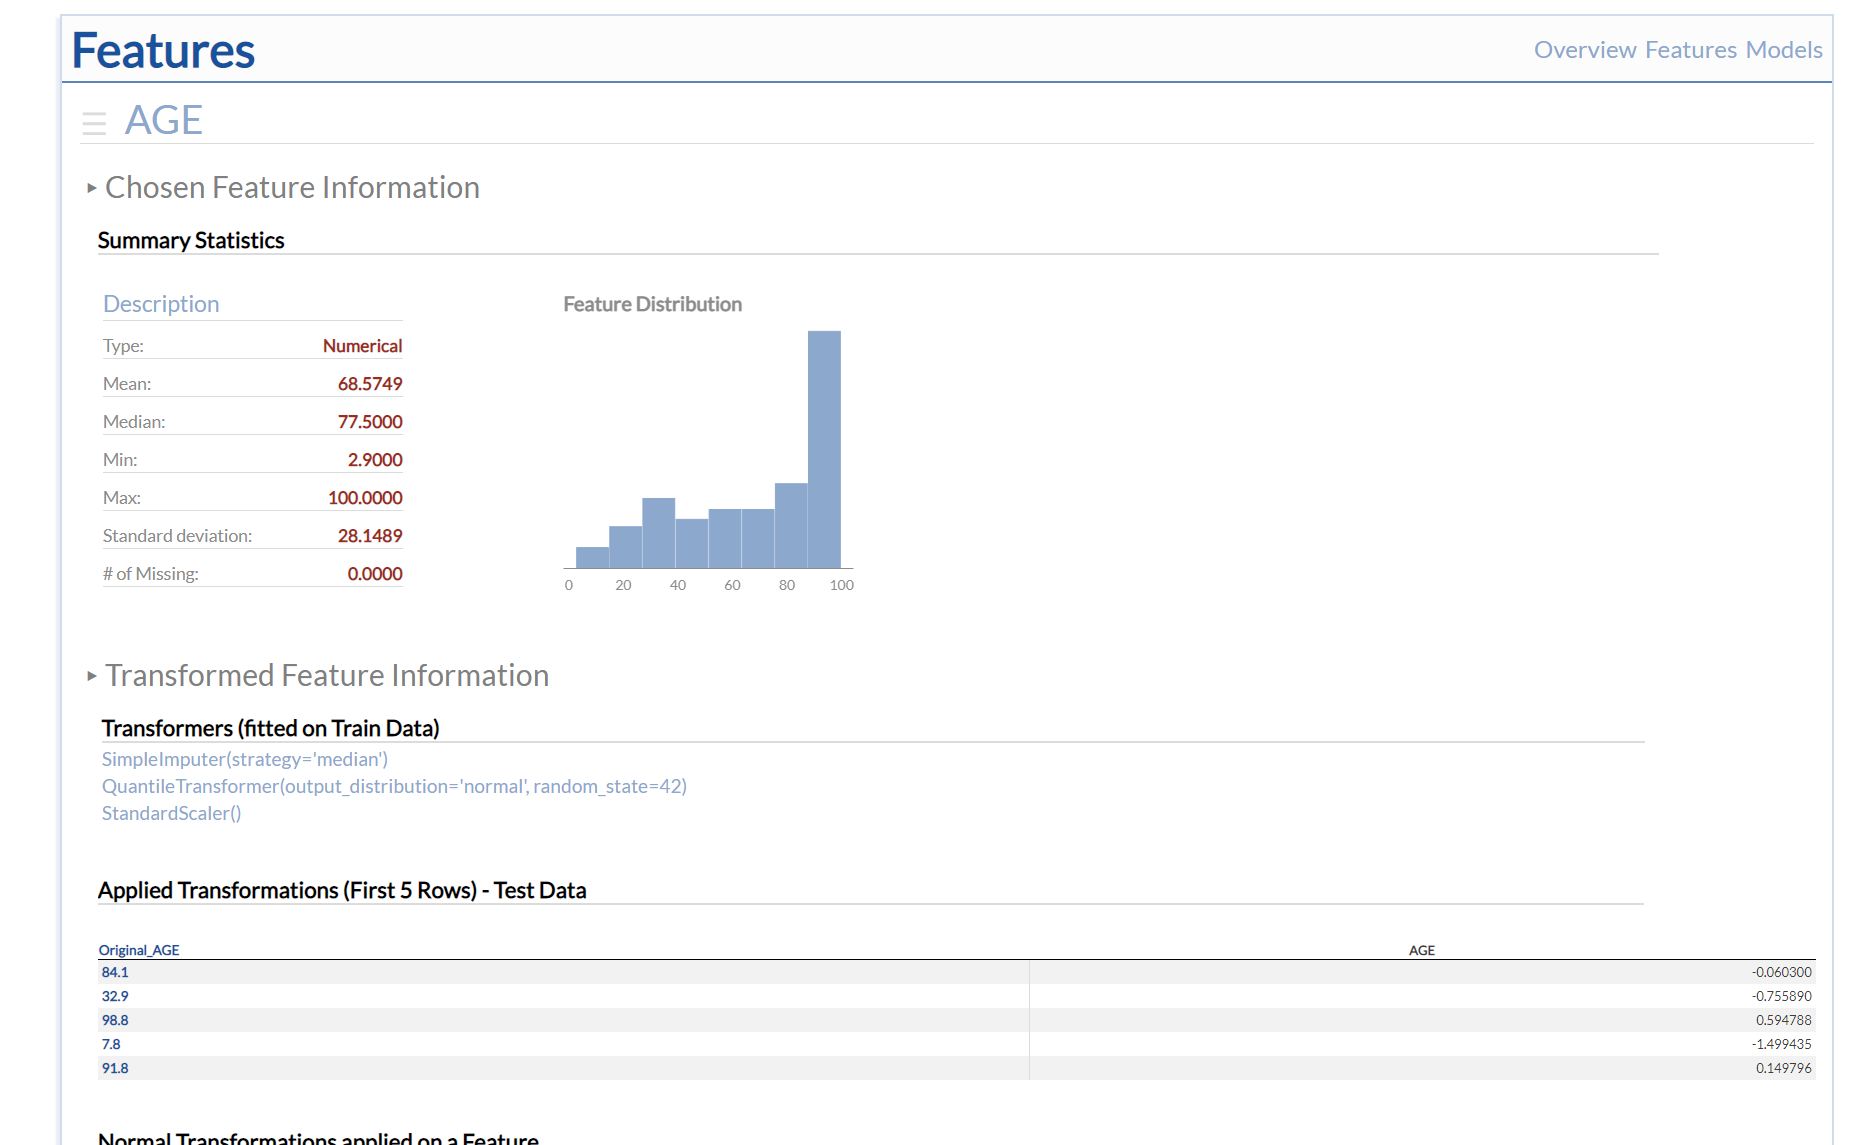 Features
Overview Features Models
AGE
Chosen Feature Information
Summary Statistics
Description
Type: Numerical
Mean: 68.5749
Median: 77.5000
Min: 2.9000
Max: 100.0000
Standard deviation: 28.1489
# of Missing: 0.0000
Feature Distribution
0 20 40 60 80 100
Transformed Feature Information
Transformers (fitted on Train Data)
SimpleImputer(strategy='median')
QuantileTransformer(output_distribution='normal', random_state=42)
StandardScaler()
Applied Transformations (First 5 Rows) - Test Data
Original_AGE AGE
84.1 -0.060300
32.9 -0.755890
98.8 0.594788
7.8 -1.499435
91.8 0.149796
Normal Transformations applied on a Feature